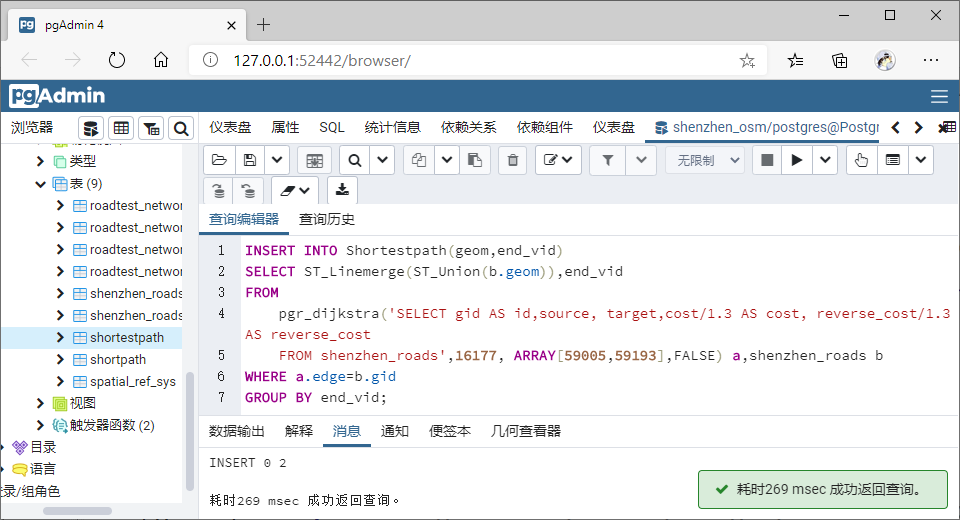 pgAdmin 4
127.0.0.1:52442/browser/
pgAdmin
浏览器
仪表盘 属性 SQL 统计信息 依赖关系 依赖组件 仪表盘 shenzhen_osm/postgres@Postgr
类型
表 (9)
roadtest_networ
roadtest_networ
roadtest_networ
roadtest_networ
shenzhen_roads
shenzhen_roads
shortestpath
shortpath
spatial_ref_sys
视图
触发器函数 (2)
目录
语言
录/组角色
无限制
查询编辑器 查询历史
1 INSERT INTO Shortestpath(geom,end_vid)
2 SELECT ST_Linemerge(ST_Union(b.geom)),end_vid
3 FROM
4 pgr_dijkstra('SELECT gid AS id,source, target,cost/1.3 AS cost, reverse_cost/1.3
AS reverse_cost
5 FROM shenzhen_roads',16177, ARRAY[59005,59193],FALSE) a,shenzhen_roads b
6 WHERE a.edge=b.gid
7 GROUP BY end_vid;
数据输出 解释 消息 通知 便签本 几何查看器
INSERT 0 2
耗时269 msec 成功返回查询。
耗时269 msec 成功返回查询。